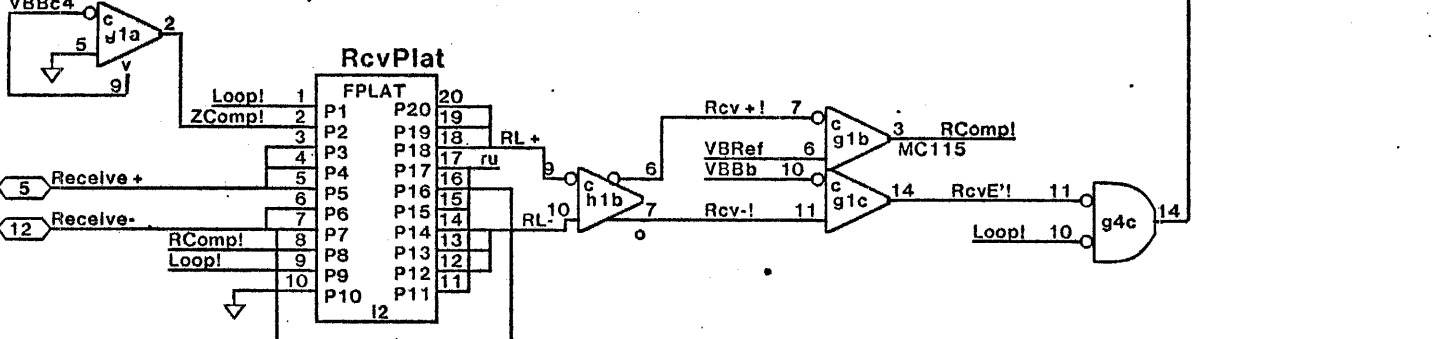 VBBc4
c
g1a
2
5
v
9
RcvPlat
FPLAT
Loop! 1 P1 P20 20
ZComp! 2 P2 P19 19
3 P3 P18 18 RL+
4 P4 P17 17 ru
5 Receive+ 5 P5 P16 16
6 P6 P15 15
12 Receive- 7 P7 P14 14 RL-
RComp! 8 P8 P13 13
Loop! 9 P9 P12 12
10 P10 P11 11
I2
9 c 6
10 h1b 7
Rcv+! 7 c 3 RComp!
VBRef 6 g1b MC115
VBBb 10 c 14 RcvE'! 11
Rcv-! 11 g1c
Loop! 10 g4c 14